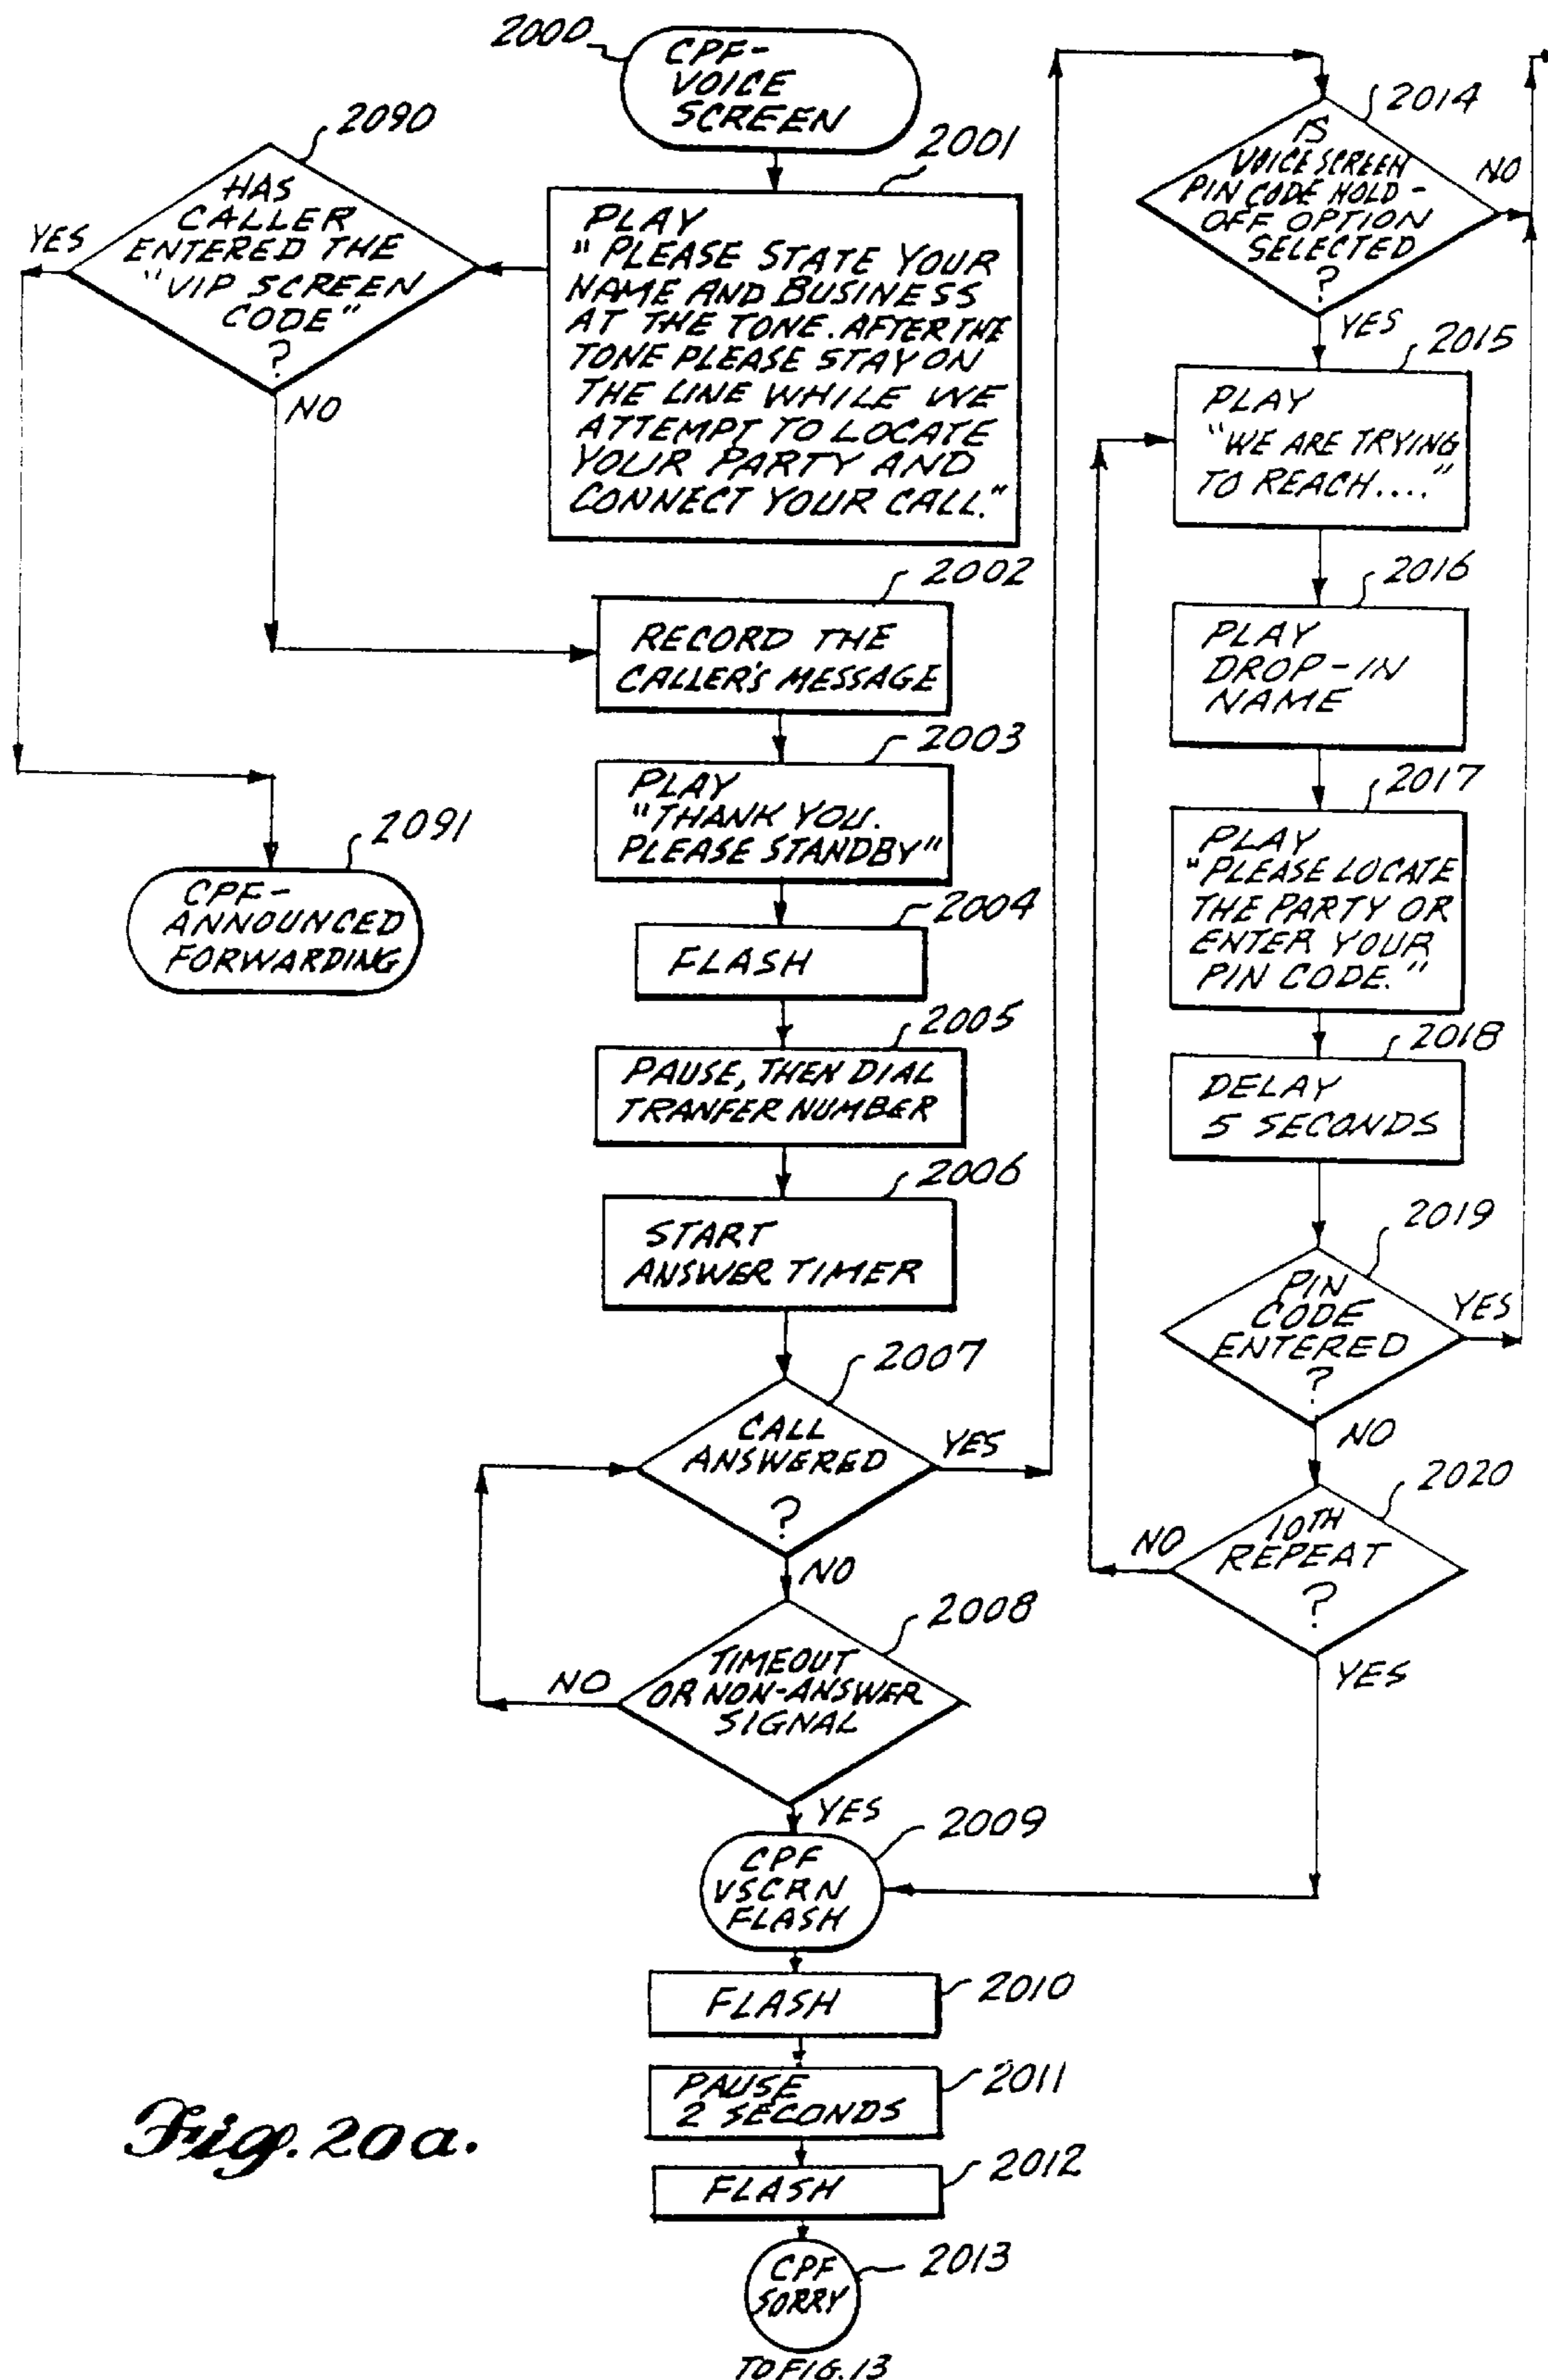 2000
CPF-
VOICE
SCREEN
2090
HAS
CALLER
ENTERED THE
"VIP SCREEN
CODE"
?
YES
NO
2001
PLAY
"PLEASE STATE YOUR
NAME AND BUSINESS
AT THE TONE. AFTER THE
TONE PLEASE STAY ON
THE LINE WHILE WE
ATTEMPT TO LOCATE
YOUR PARTY AND
CONNECT YOUR CALL."
2091
CPF-
ANNOUNCED
FORWARDING
2002
RECORD THE
CALLER'S MESSAGE
2003
PLAY
"THANK YOU.
PLEASE STANDBY"
2004
FLASH
2005
PAUSE, THEN DIAL
TRANFER NUMBER
2006
START
ANSWER TIMER
2007
CALL
ANSWERED
?
YES
NO
2008
TIMEOUT
OR NON-ANSWER
SIGNAL
NO
YES
2009
CPF
VSCRN
FLASH
2010
FLASH
2011
PAUSE
2 SECONDS
2012
FLASH
2013
CPF
SORRY
TO FIG. 13
2014
IS
VOICE SCREEN
PIN CODE HOLD-
OFF OPTION
SELECTED
?
NO
YES
2015
PLAY
"WE ARE TRYING
TO REACH...."
2016
PLAY
DROP-IN
NAME
2017
PLAY
"PLEASE LOCATE
THE PARTY OR
ENTER YOUR
PIN CODE."
2018
DELAY
5 SECONDS
2019
PIN
CODE
ENTERED
?
YES
NO
2020
10TH
REPEAT
?
NO
YES
Fig. 20a.